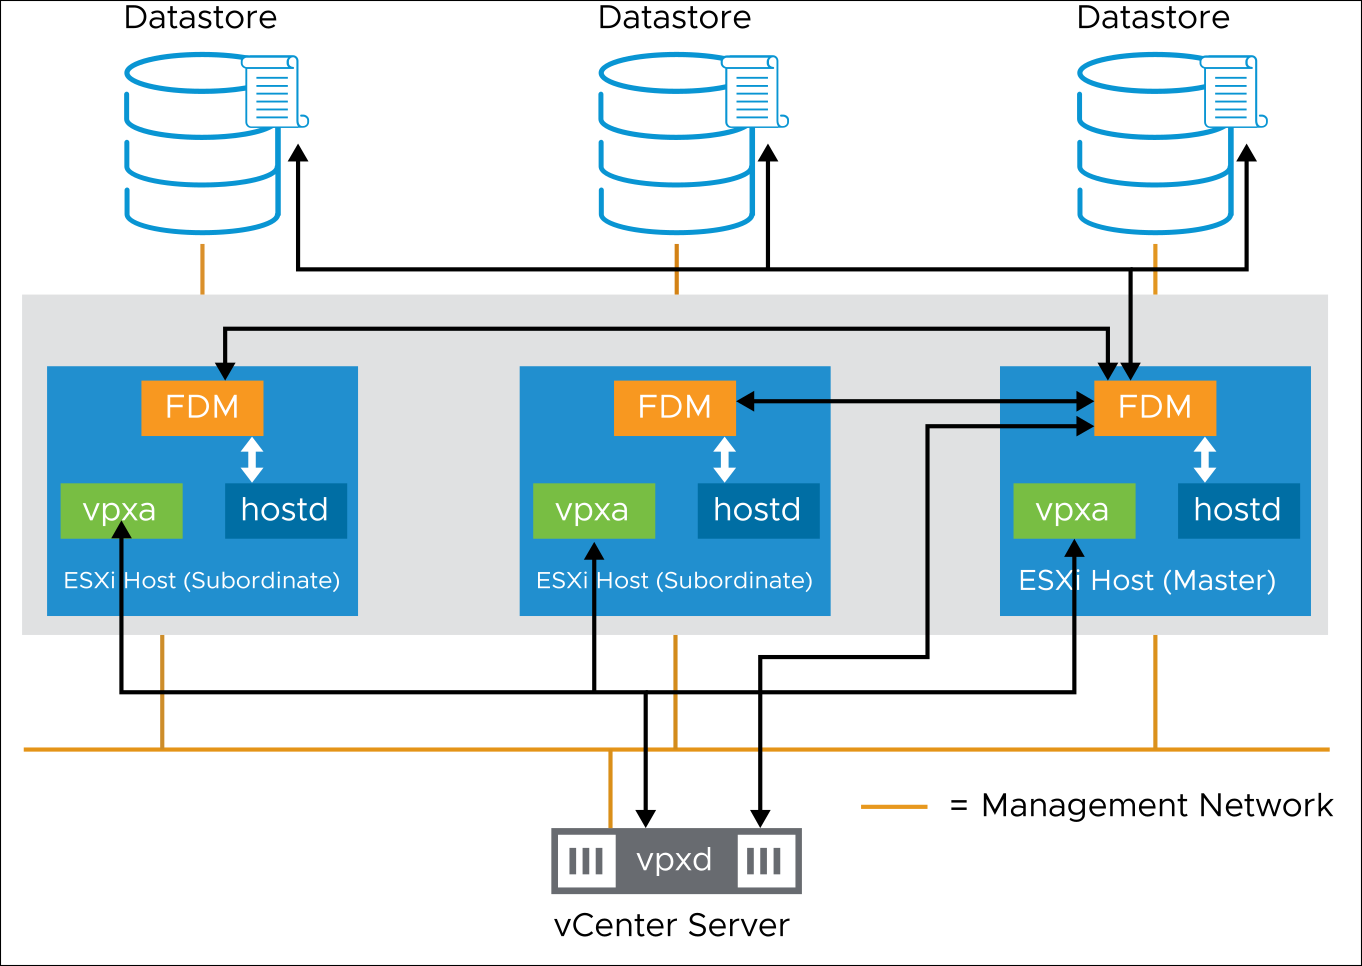 Datastore
Datastore
Datastore
FDM
FDM
FDM
vpxa
hostd
vpxa
hostd
vpxa
hostd
ESXi Host (Subordinate)
ESXi Host (Subordinate)
ESXi Host (Master)
= Management Network
vpxd
vCenter Server